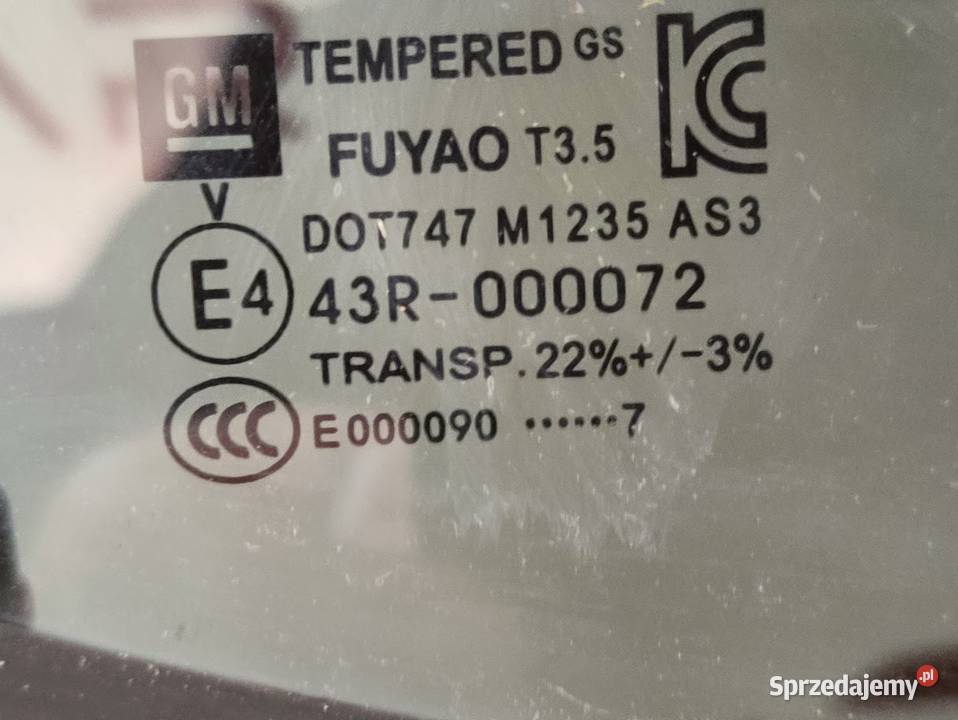 GM TEMPERED GS
FUYAO T3.5
V
DOT747 M1235 AS3
E4 43R-000072
TRANSP.22%+/-3%
CCC E000090 ······7
KC
Sprzedajemy.pl